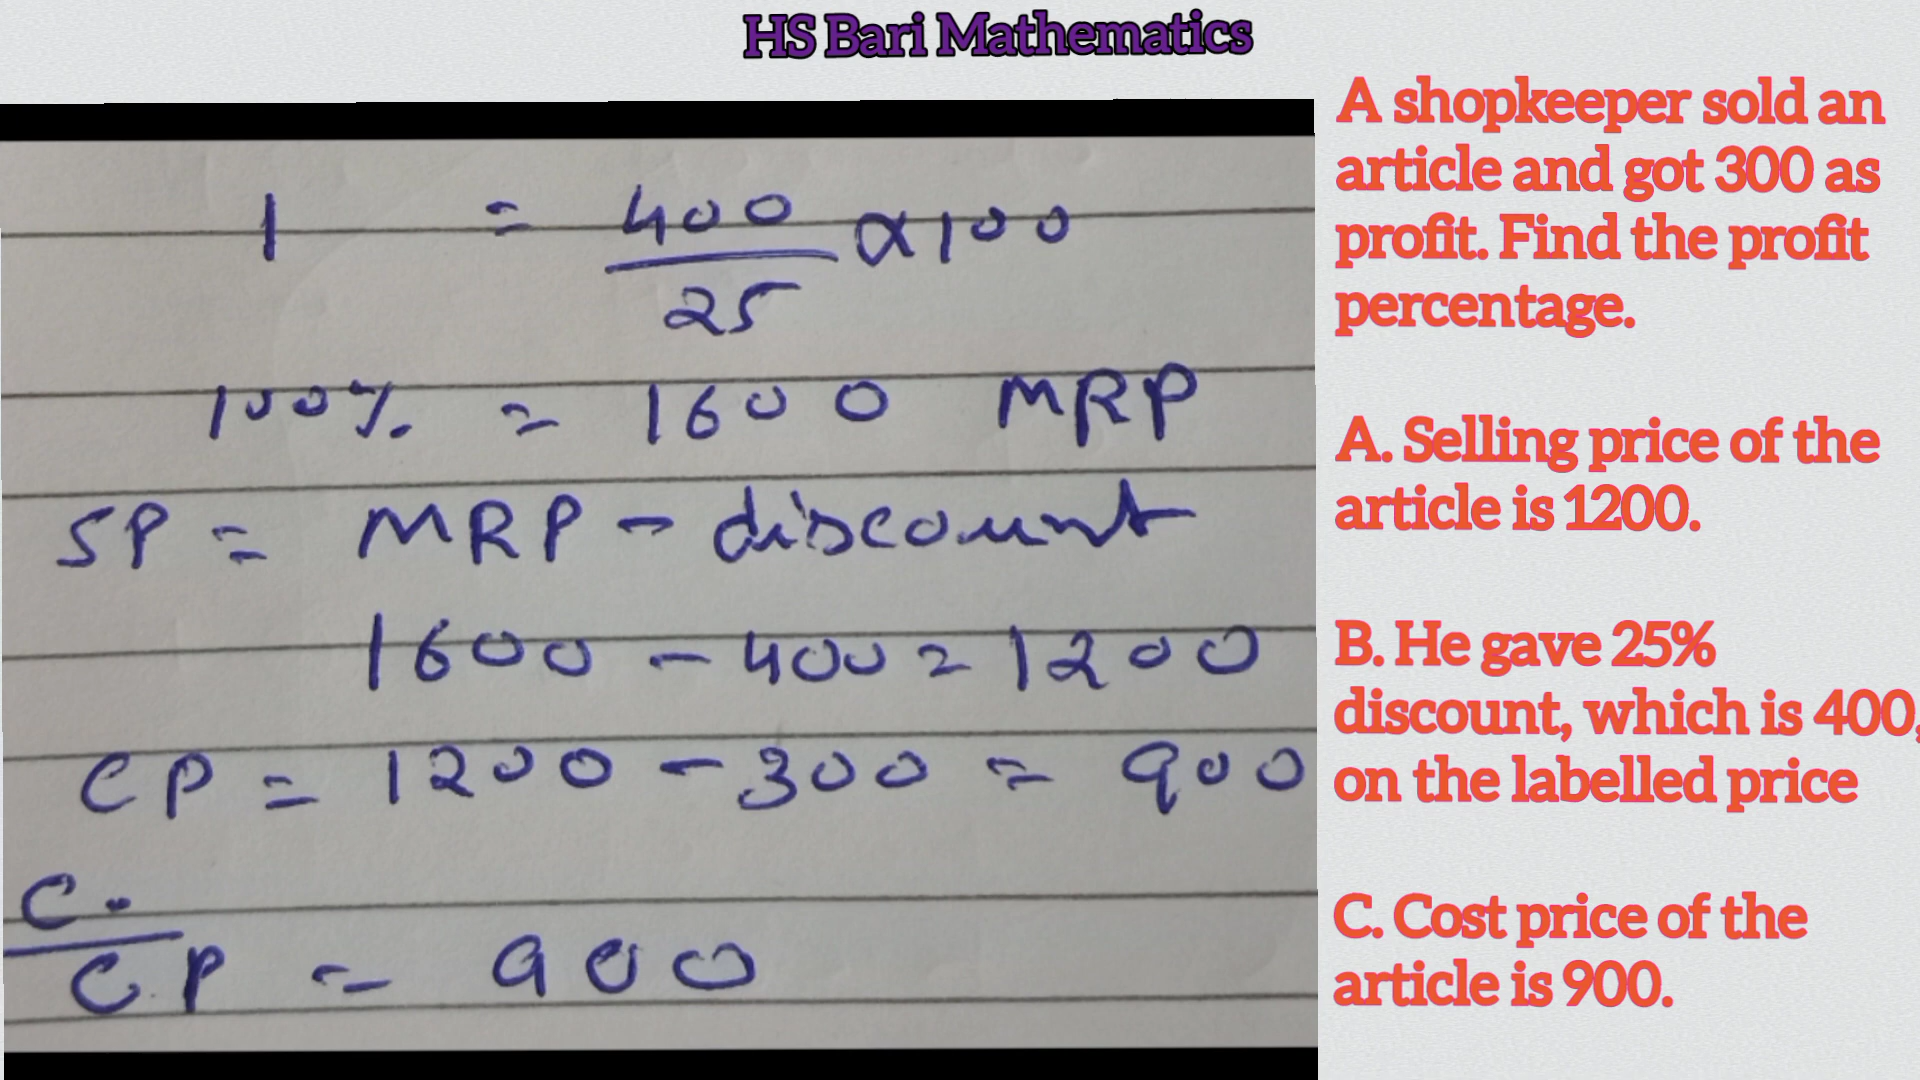 HS Bari Mathematics
1 = 400/25 x 100
100% = 1600 MRP
SP = MRP - discount
1600 - 400 = 1200
CP = 1200 - 300 = 900
C.
CP = 900
A shopkeeper sold an
article and got 300 as
profit. Find the profit
percentage.
A. Selling price of the
article is 1200.
B. He gave 25%
discount, which is 400,
on the labelled price
C. Cost price of the
article is 900.